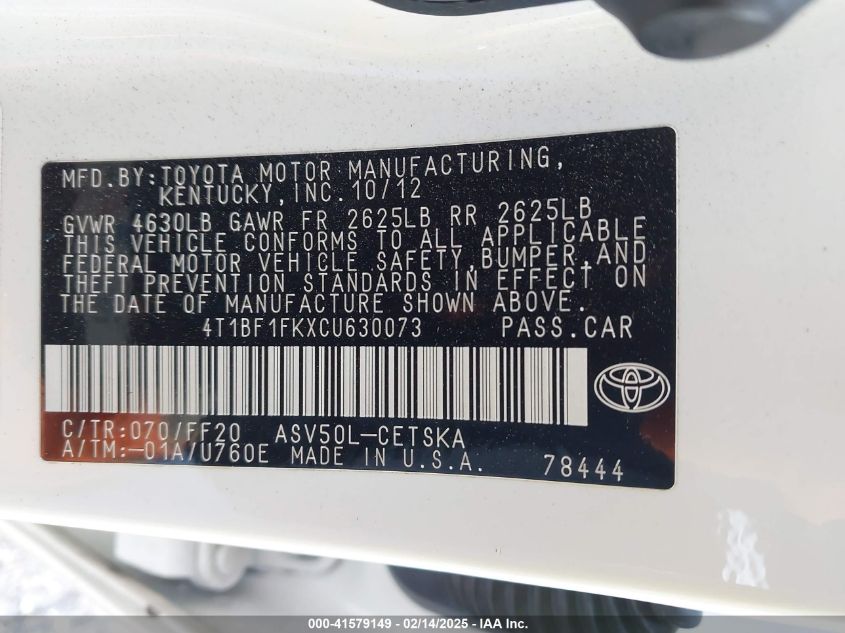 MFD.BY:TOYOTA MOTOR MANUFACTURING,
KENTUCKY,INC.10/12
GVWR 4630LB GAWR FR 2625LB RR 2625LB
THIS VEHICLE CONFORMS TO ALL APPLICABLE
FEDERAL MOTOR VEHICLE SAFETY,BUMPER,AND
THEFT PREVENTION STANDARDS IN EFFECT ON
THE DATE OF MANUFACTURE SHOWN ABOVE.
4T1BF1FKXCU630073 PASS.CAR
C/TR:070/FF20 ASV50L-CETSKA
A/TM:-01A/U760E MADE IN U.S.A. 78444
000-41579149 - 02/14/2025 - IAA Inc.